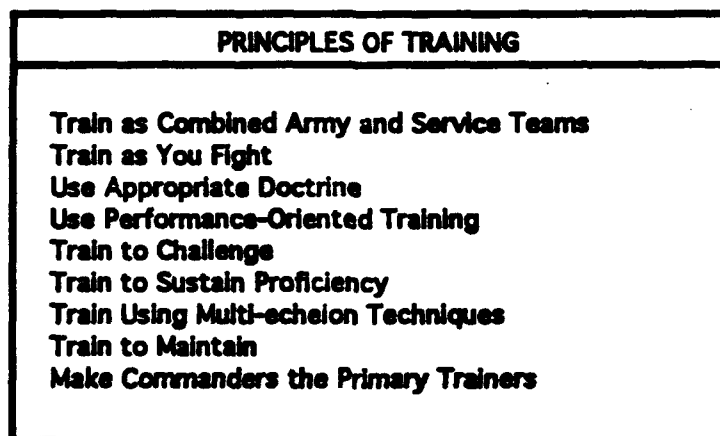 PRINCIPLES OF TRAINING
Train as Combined Army and Service Teams
Train as You Fight
Use Appropriate Doctrine
Use Performance-Oriented Training
Train to Challenge
Train to Sustain Proficiency
Train Using Multi-echelon Techniques
Train to Maintain
Make Commanders the Primary Trainers